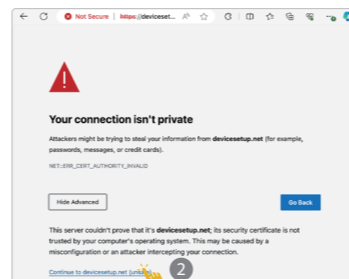 Not Secure | https://deviceset...
Your connection isn't private
Attackers might be trying to steal your information from devicesetup.net (for example,
passwords, messages, or credit cards).
NET::ERR_CERT_AUTHORITY_INVALID
Hide Advanced
Go Back
This server couldn't prove that it's devicesetup.net; its security certificate is not
trusted by your computer's operating system. This may be caused by a
misconfiguration or an attacker intercepting your connection.
Continue to devicesetup.net (unsafe)
2